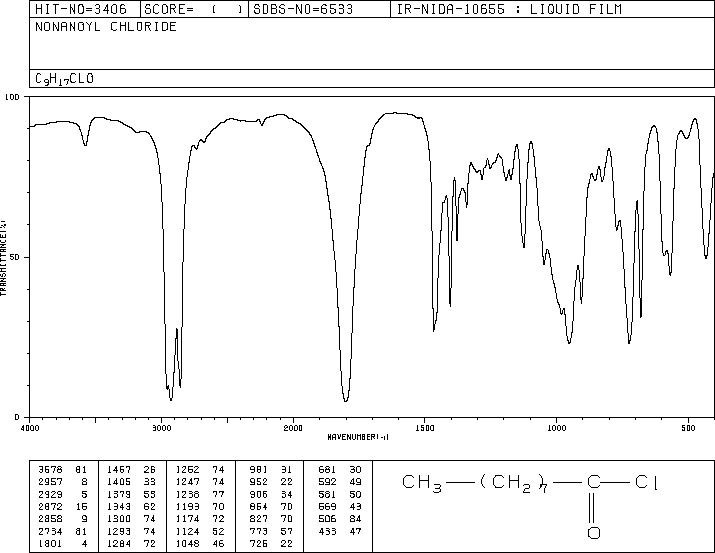 HIT-NO=3406 SCORE= ( ) SDBS-NO=6533 IR-NIDA-10655 : LIQUID FILM
NONANOYL CHLORIDE
C9H17CLO
100
50
0
TRANSMITTANCE(%)
4000 3000 2000 1500 1000 500
WAVENUMBER(-1)
3578 81 1467 26 1262 74 981 31 681 30
2957 8 1405 33 1247 74 952 22 592 49
2929 5 1379 53 1238 77 906 34 581 50
2872 16 1343 62 1193 70 864 70 569 43
2858 9 1300 74 1174 72 827 70 506 84
2734 81 1293 74 1124 52 773 57 433 47
1801 4 1284 72 1048 46 726 22
CH3 (CH2)7 C Cl
O